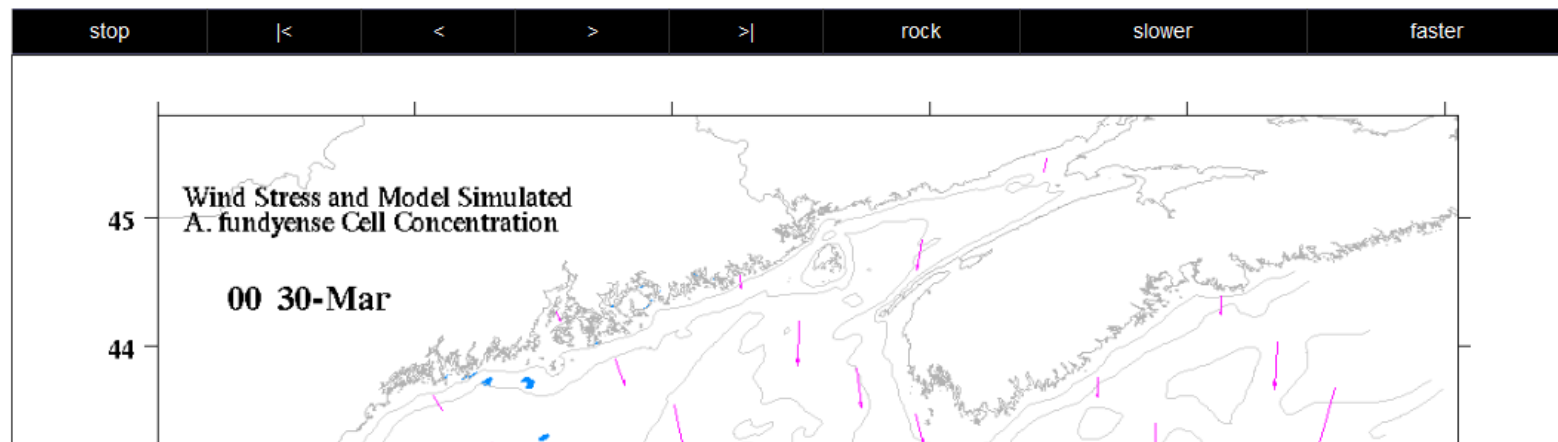 stop |< < > >| rock slower faster
Wind Stress and Model Simulated
A. fundyense Cell Concentration
45
00 30-Mar
44